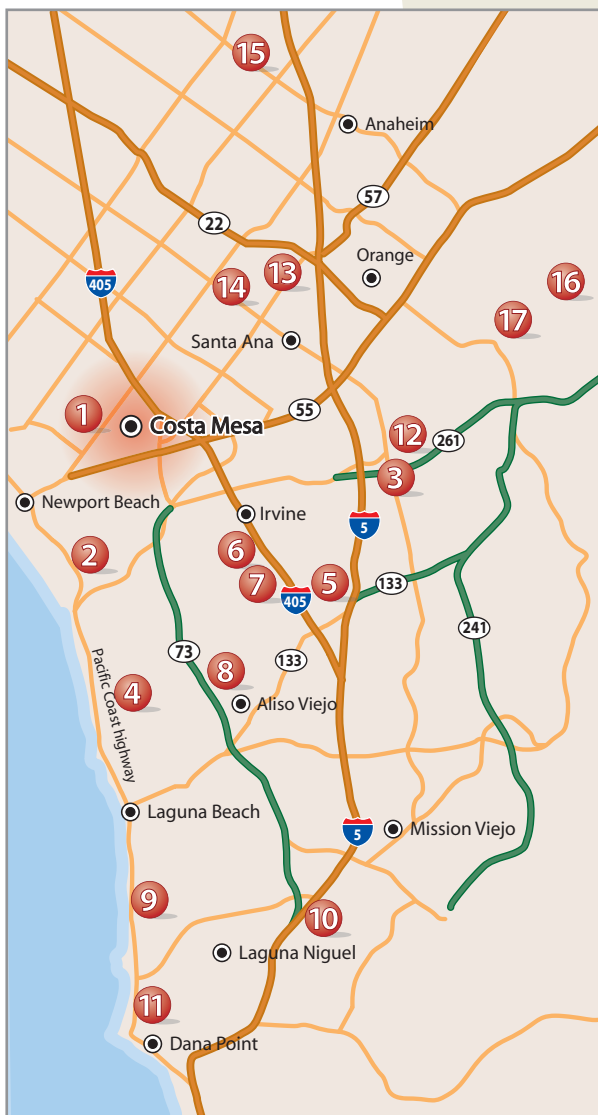 15
Anaheim
57
22
Orange
405
13
14
16
17
Santa Ana
55
1
Costa Mesa
12
261
3
Newport Beach
Irvine
5
6
2
7
5
133
405
241
73
133
8
4
Aliso Viejo
Pacific Coast highway
Laguna Beach
5
Mission Viejo
9
10
Laguna Niguel
11
Dana Point